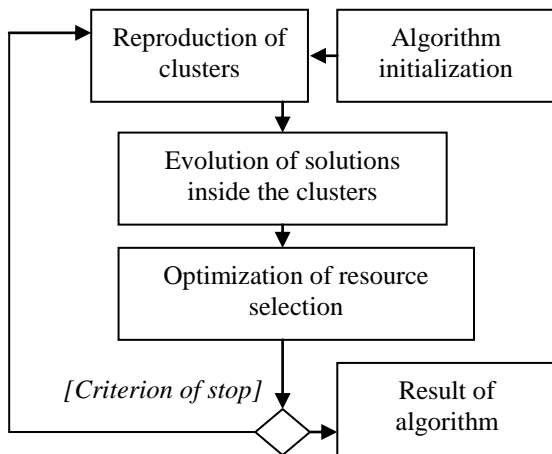 Reproduction of
clusters
Algorithm
initialization
Evolution of solutions
inside the clusters
Optimization of resource
selection
[Criterion of stop]
Result of
algorithm